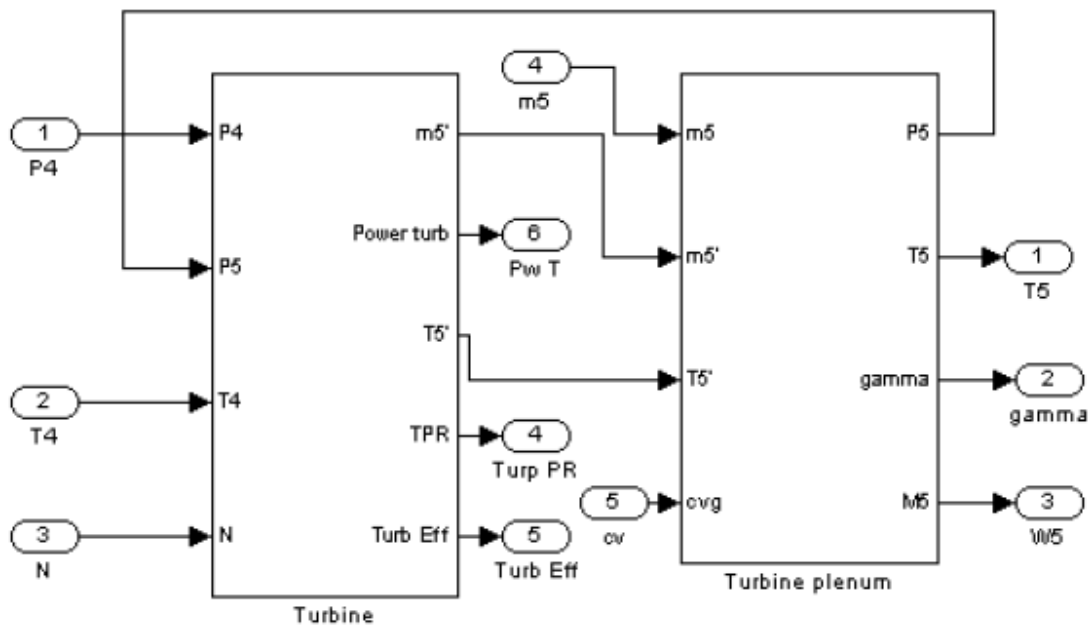 1
P4
2
T4
3
N
P4
P5
T4
N
m5'
Power turb
T5'
TPR
Turb Eff
Turbine
4
m5
6
Pw T
4
Turp PR
5
Turb Eff
5
cv
m5
m5'
T5'
cvg
P5
T5
gamma
M5
Turbine plenum
1
T5
2
gamma
3
W5